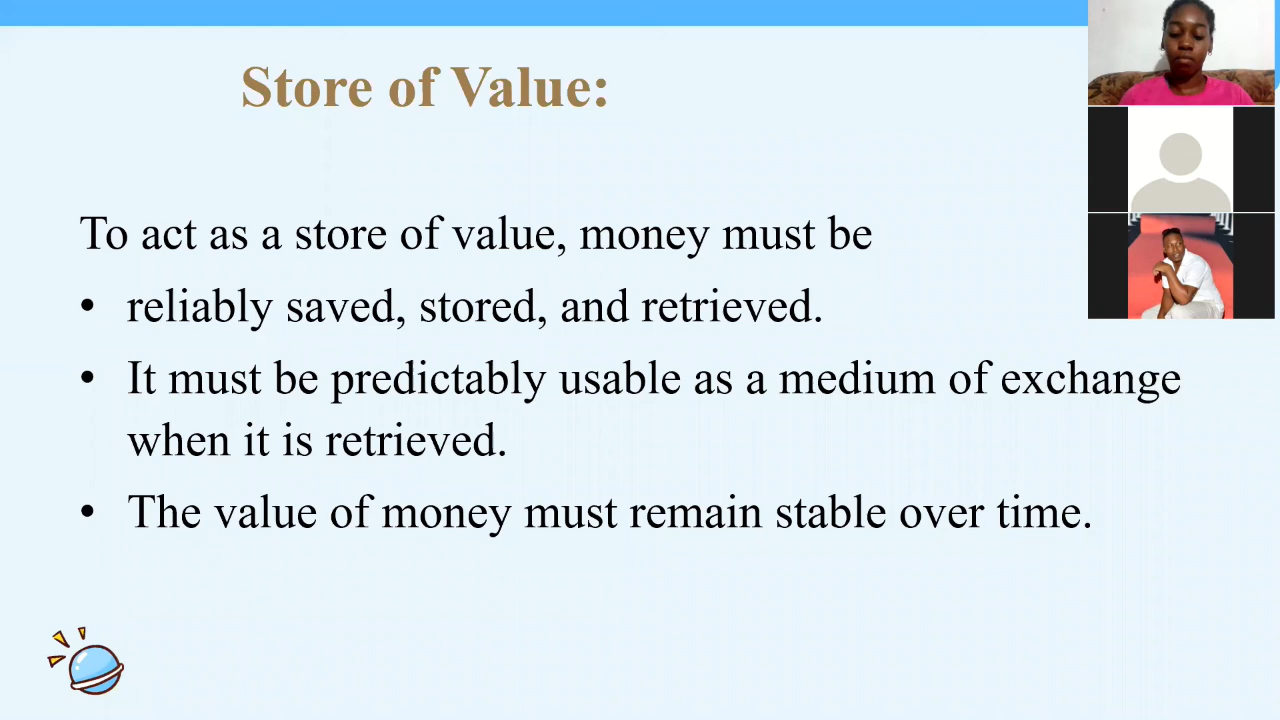 Store of Value:
To act as a store of value, money must be
• reliably saved, stored, and retrieved.
• It must be predictably usable as a medium of exchange
when it is retrieved.
• The value of money must remain stable over time.